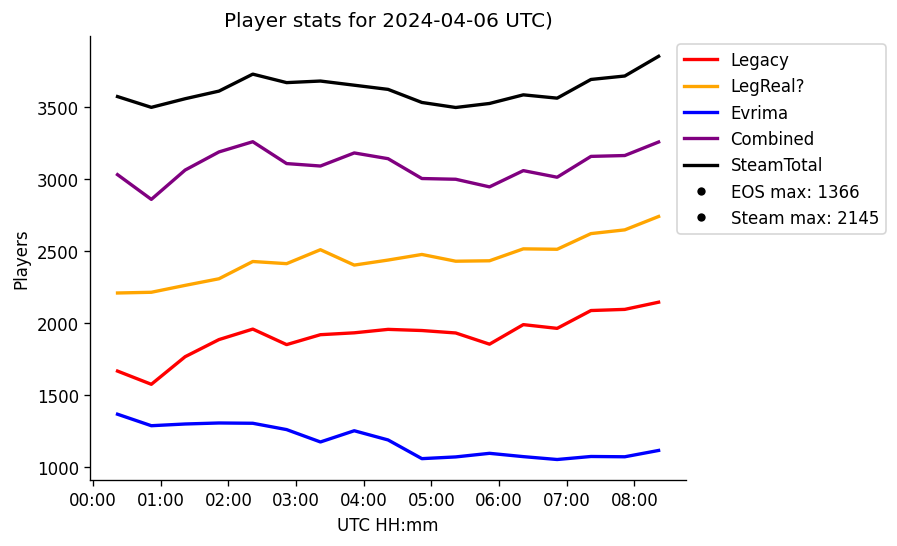 Player stats for 2024-04-06 UTC)
Legacy
LegReal?
Evrima
Combined
SteamTotal
EOS max: 1366
Steam max: 2145
Players
3500
3000
2500
2000
1500
1000
00:00 01:00 02:00 03:00 04:00 05:00 06:00 07:00 08:00
UTC HH:mm